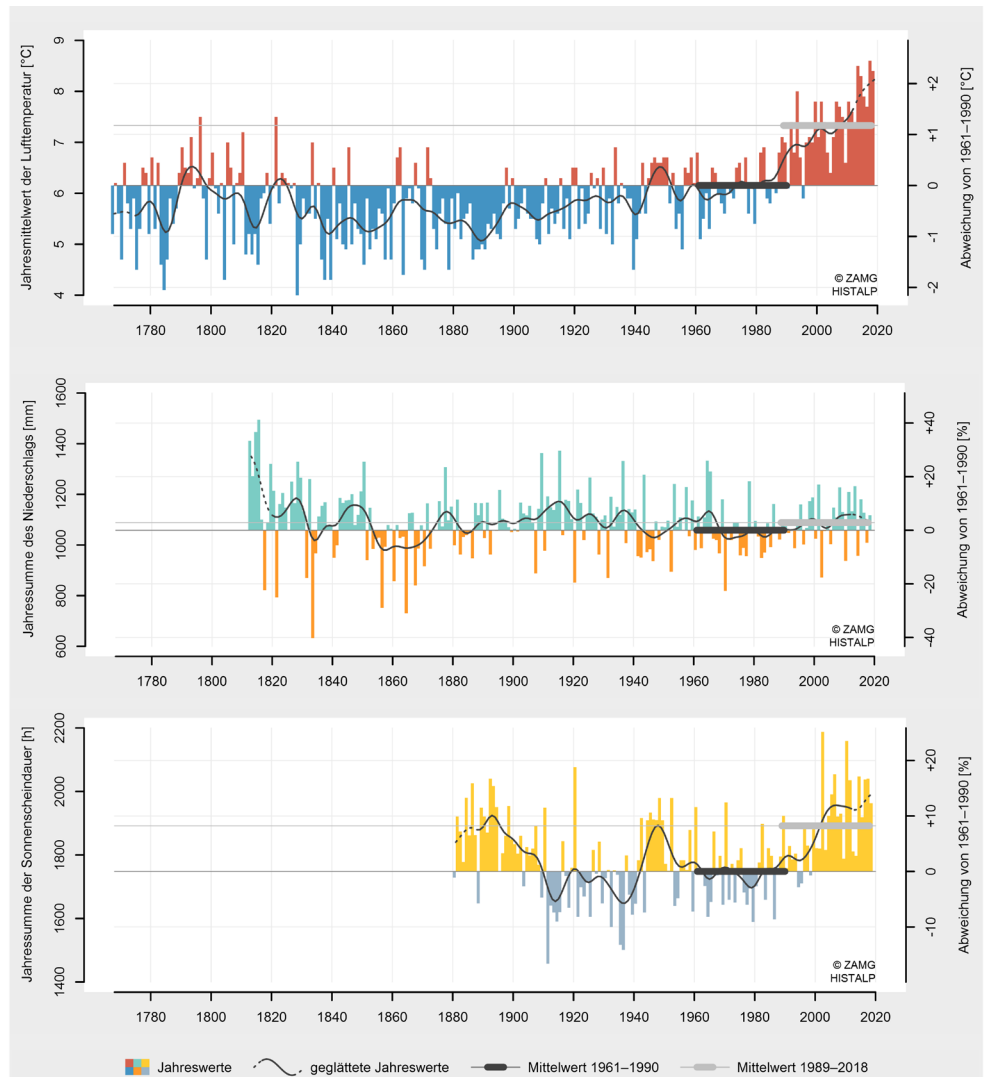 Jahresmittelwert der Lufttemperatur [°C]
9
8
7
6
5
4
+2
+1
0
-1
-2
Abweichung von 1961–1990 [°C]
© ZAMG
HISTALP
1780 1800 1820 1840 1860 1880 1900 1920 1940 1960 1980 2000 2020
Jahressumme des Niederschlags [mm]
1600
1400
1200
1000
800
600
+40
+20
0
-20
-40
Abweichung von 1961–1990 [%]
© ZAMG
HISTALP
1780 1800 1820 1840 1860 1880 1900 1920 1940 1960 1980 2000 2020
Jahressumme der Sonnenscheindauer [h]
2200
2000
1800
1600
1400
+20
+10
0
-10
Abweichung von 1961–1990 [%]
© ZAMG
HISTALP
1780 1800 1820 1840 1860 1880 1900 1920 1940 1960 1980 2000 2020
Jahreswerte geglättete Jahreswerte Mittelwert 1961–1990 Mittelwert 1989–2018